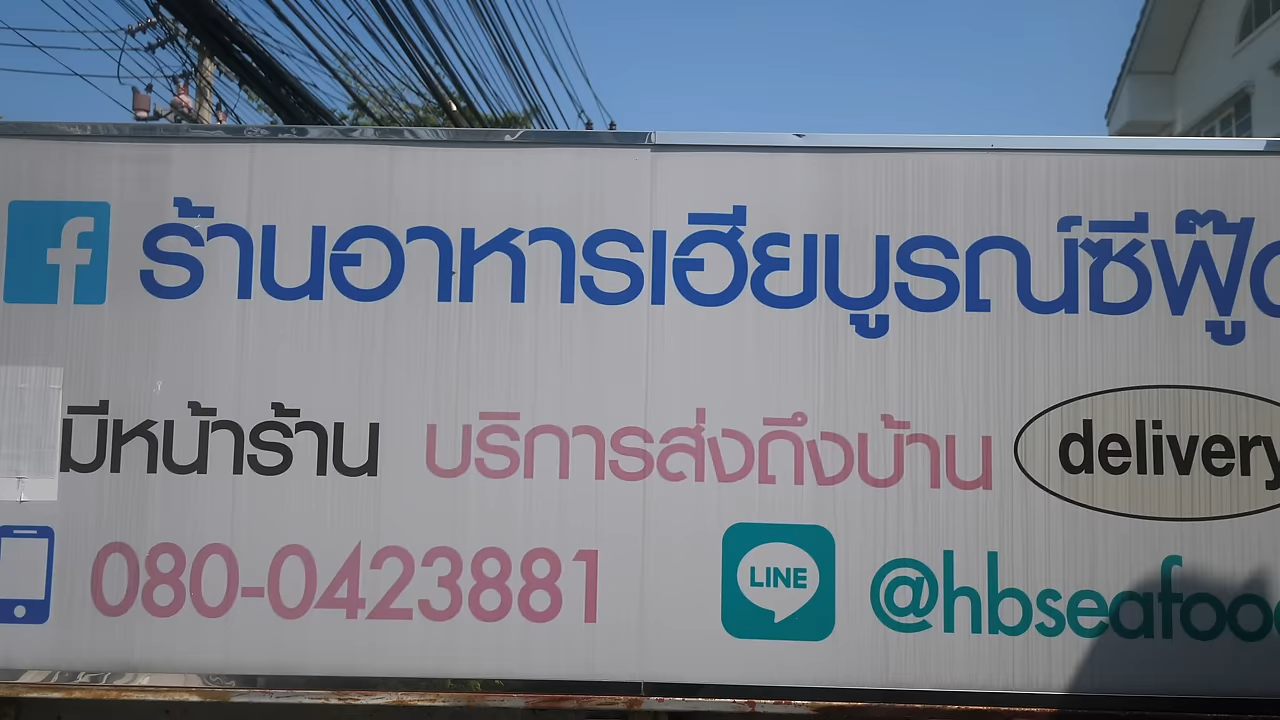 ร้านอาหารเฮียบูรณ์ซีฟู๊
มีหน้าร้าน บริการส่งถึงบ้าน delivery
080-0423881 LINE @hbseafoo